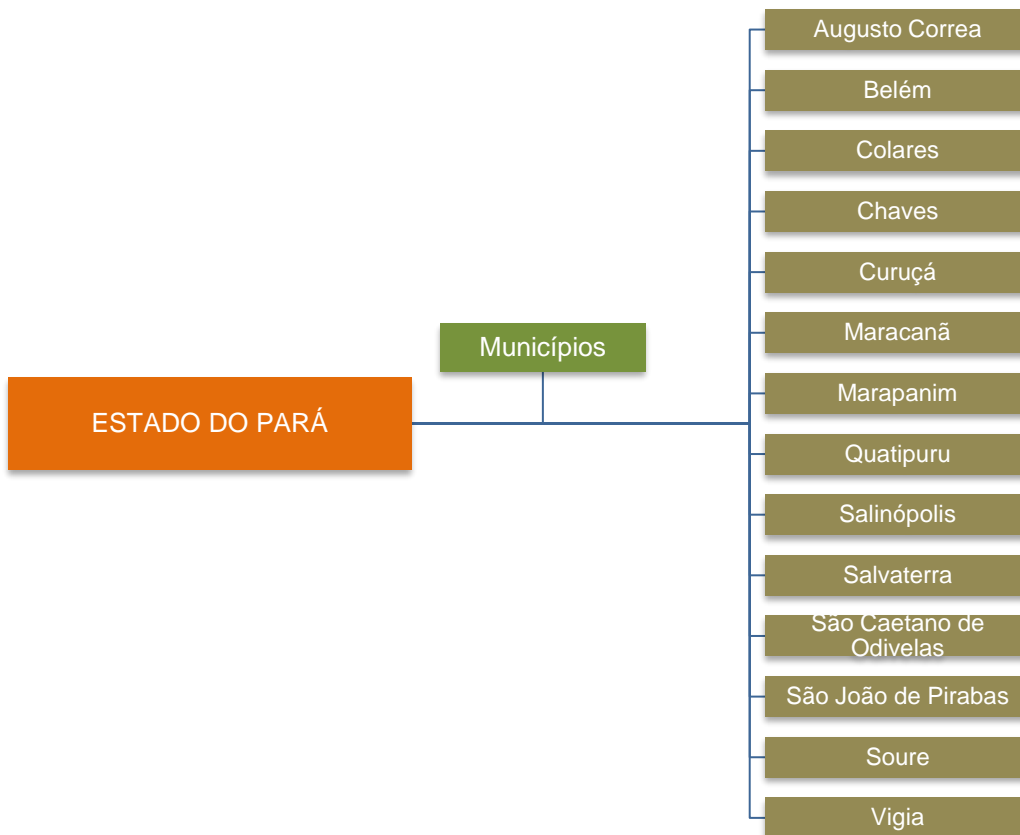 Augusto Correa
Belém
Colares
Chaves
Curuçá
Maracanã
Municípios
Marapanim
ESTADO DO PARÁ
Quatipuru
Salinópolis
Salvaterra
São Caetano de
Odivelas
São João de Pirabas
Soure
Vigia